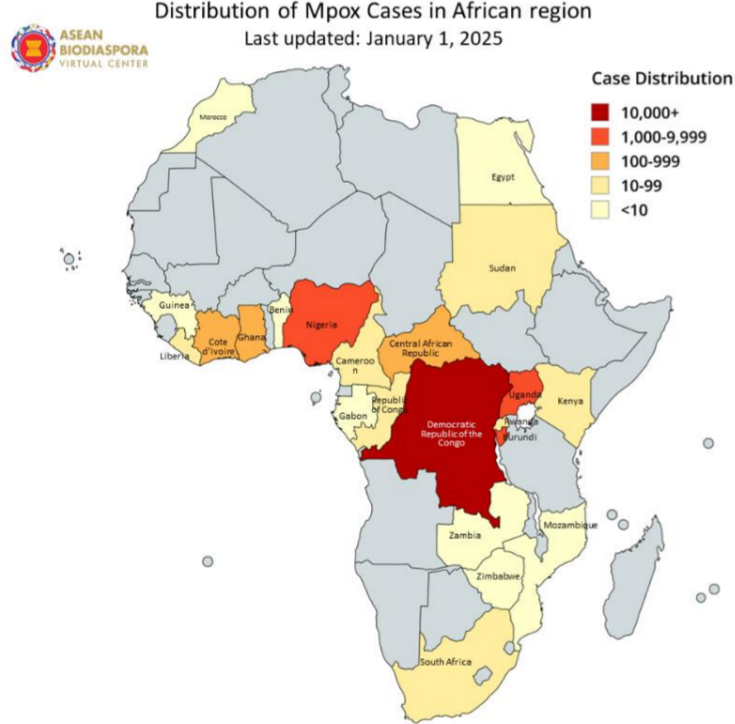 Distribution of Mpox Cases in African region
Last updated: January 1, 2025
ASEAN
BIODIASPORA
VIRTUAL CENTER
Case Distribution
10,000+
1,000-9,999
100-999
10-99
<10
Morocco
Egypt
Sudan
Guinea
Benin
Nigeria
Liberia
Cote
d'ivoire
Ghana
Central African
Republic
Cameroo
n
Republic
of Congo
Gabon
Democratic
Republic of the
Congo
Uganda
Kenya
Rwanda
Burundi
Zambia
Mozambique
Zimbabwe
South Africa